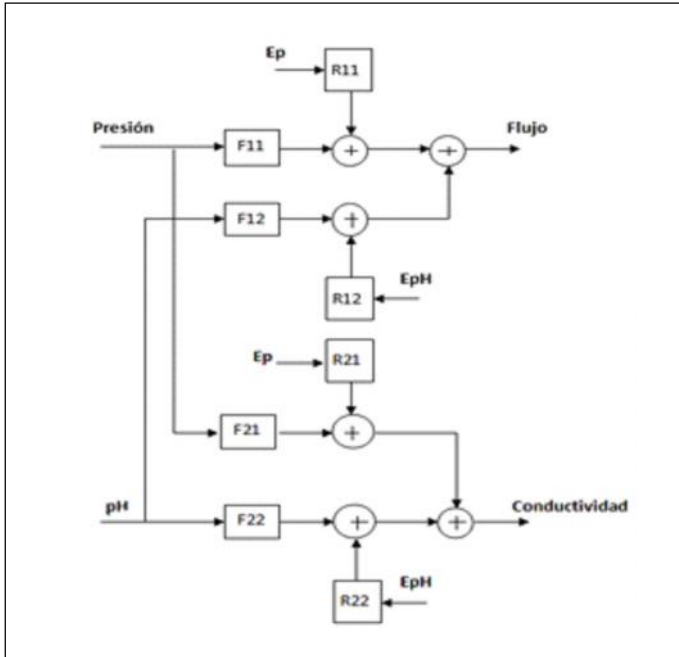 Ep
R11
Presión
F11
+
+
Flujo
F12
+
EpH
R12
Ep
R21
F21
+
pH
F22
+
+
Conductividad
EpH
R22